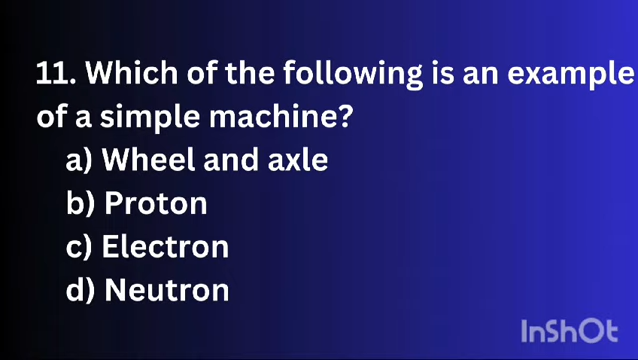 11. Which of the following is an example
of a simple machine?
a) Wheel and axle
b) Proton
c) Electron
d) Neutron
InShOt